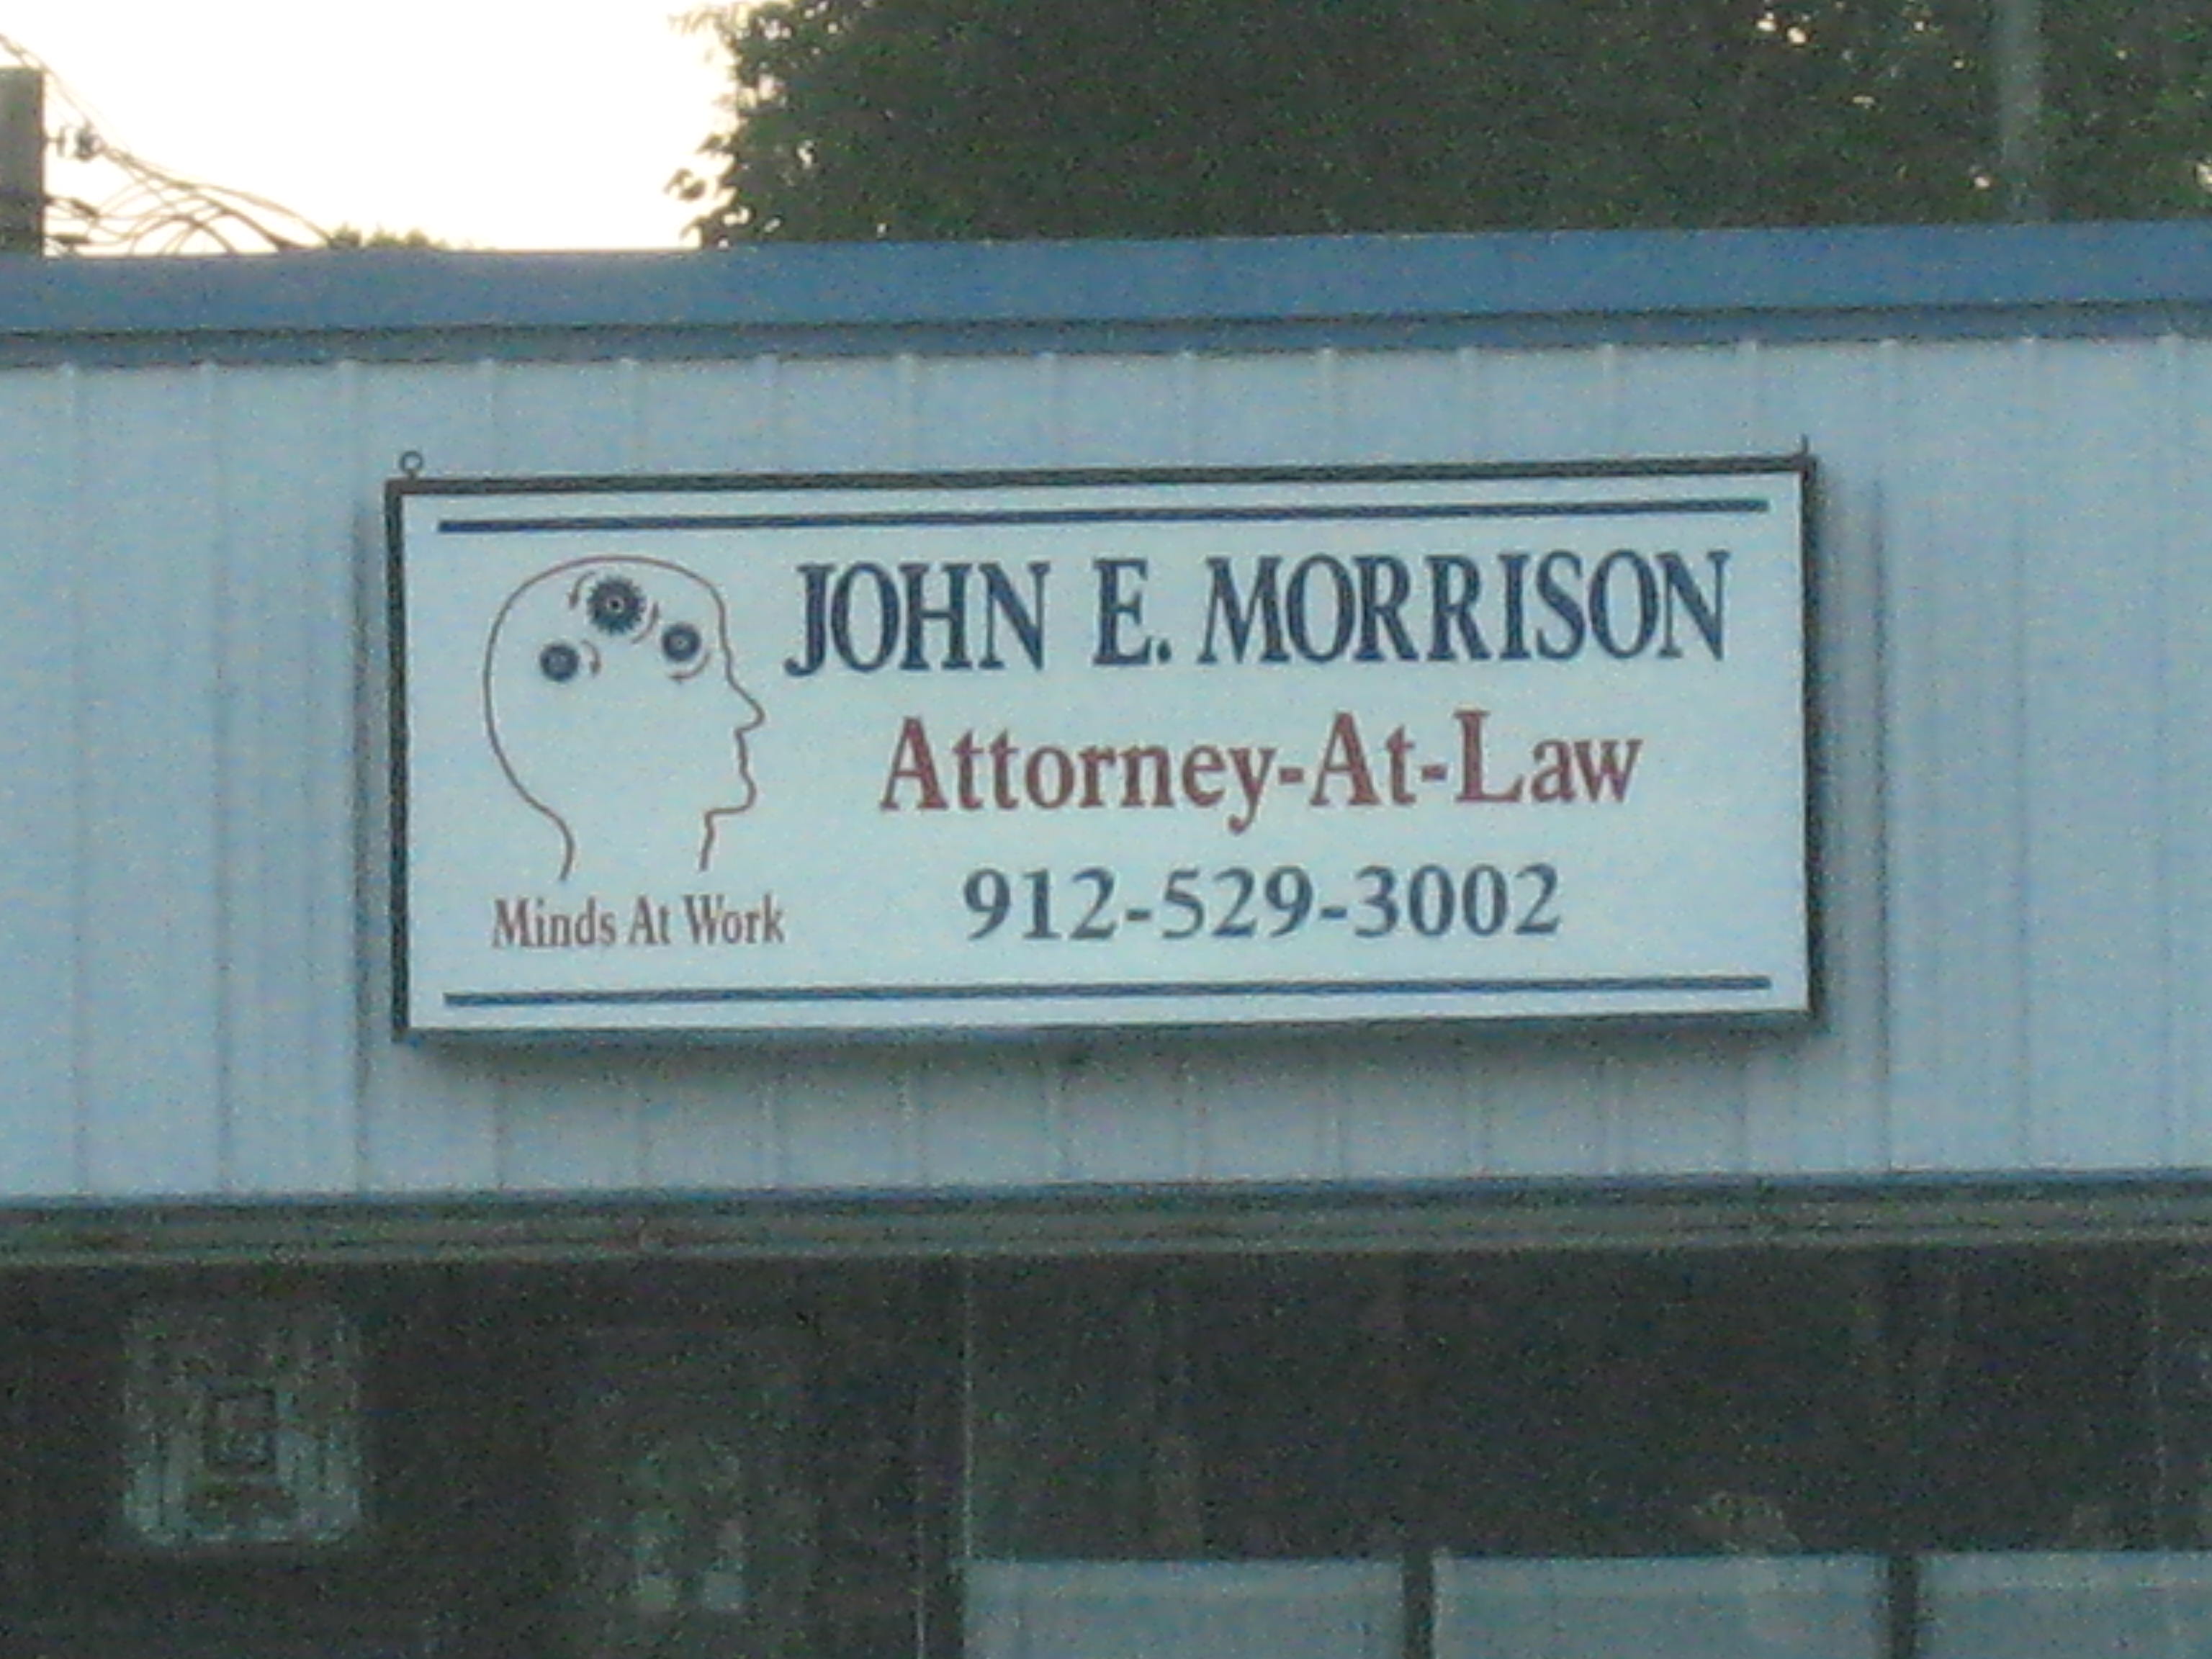 JOHN E. MORRISON
Attorney-At-Law
912-529-3002
Minds At Work